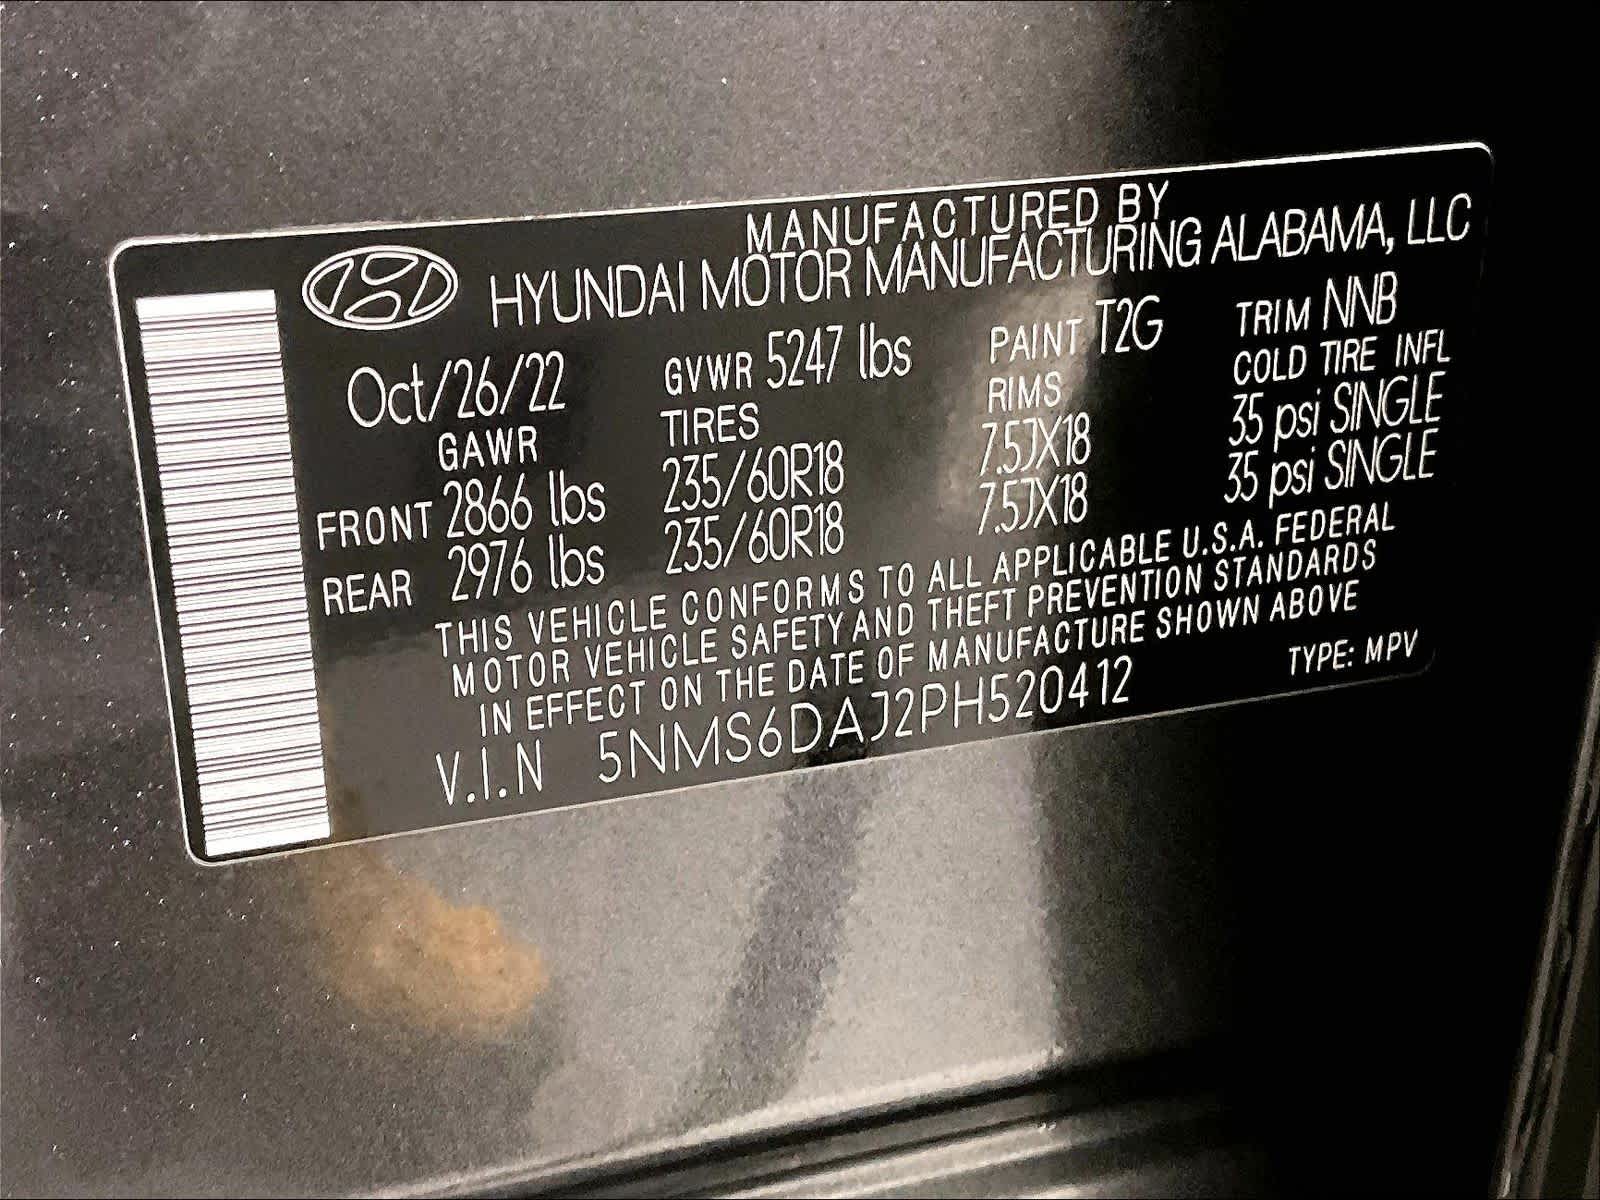 MANUFACTURED BY
HYUNDAI MOTOR MANUFACTURING ALABAMA, LLC
Oct/26/22 GVWR 5247 lbs PAINT T2G TRIM NNB
GAWR TIRES RIMS COLD TIRE INFL
FRONT 2866 lbs 235/60R18 7.5JX18 35 psi SINGLE
REAR 2976 lbs 235/60R18 7.5JX18 35 psi SINGLE
THIS VEHICLE CONFORMS TO ALL APPLICABLE U.S.A. FEDERAL
MOTOR VEHICLE SAFETY AND THEFT PREVENTION STANDARDS
IN EFFECT ON THE DATE OF MANUFACTURE SHOWN ABOVE
V.I.N 5NMS6DAJ2PH520412 TYPE: MPV